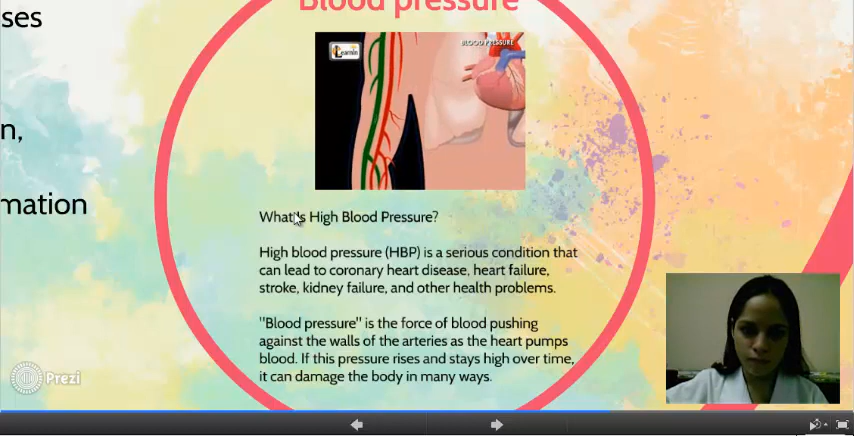 Blood pressure
ses
Learnin
BLOOD PRESSURE
n,
mation
What Is High Blood Pressure?
High blood pressure (HBP) is a serious condition that
can lead to coronary heart disease, heart failure,
stroke, kidney failure, and other health problems.
"Blood pressure" is the force of blood pushing
against the walls of the arteries as the heart pumps
blood. If this pressure rises and stays high over time,
it can damage the body in many ways.
Prezi